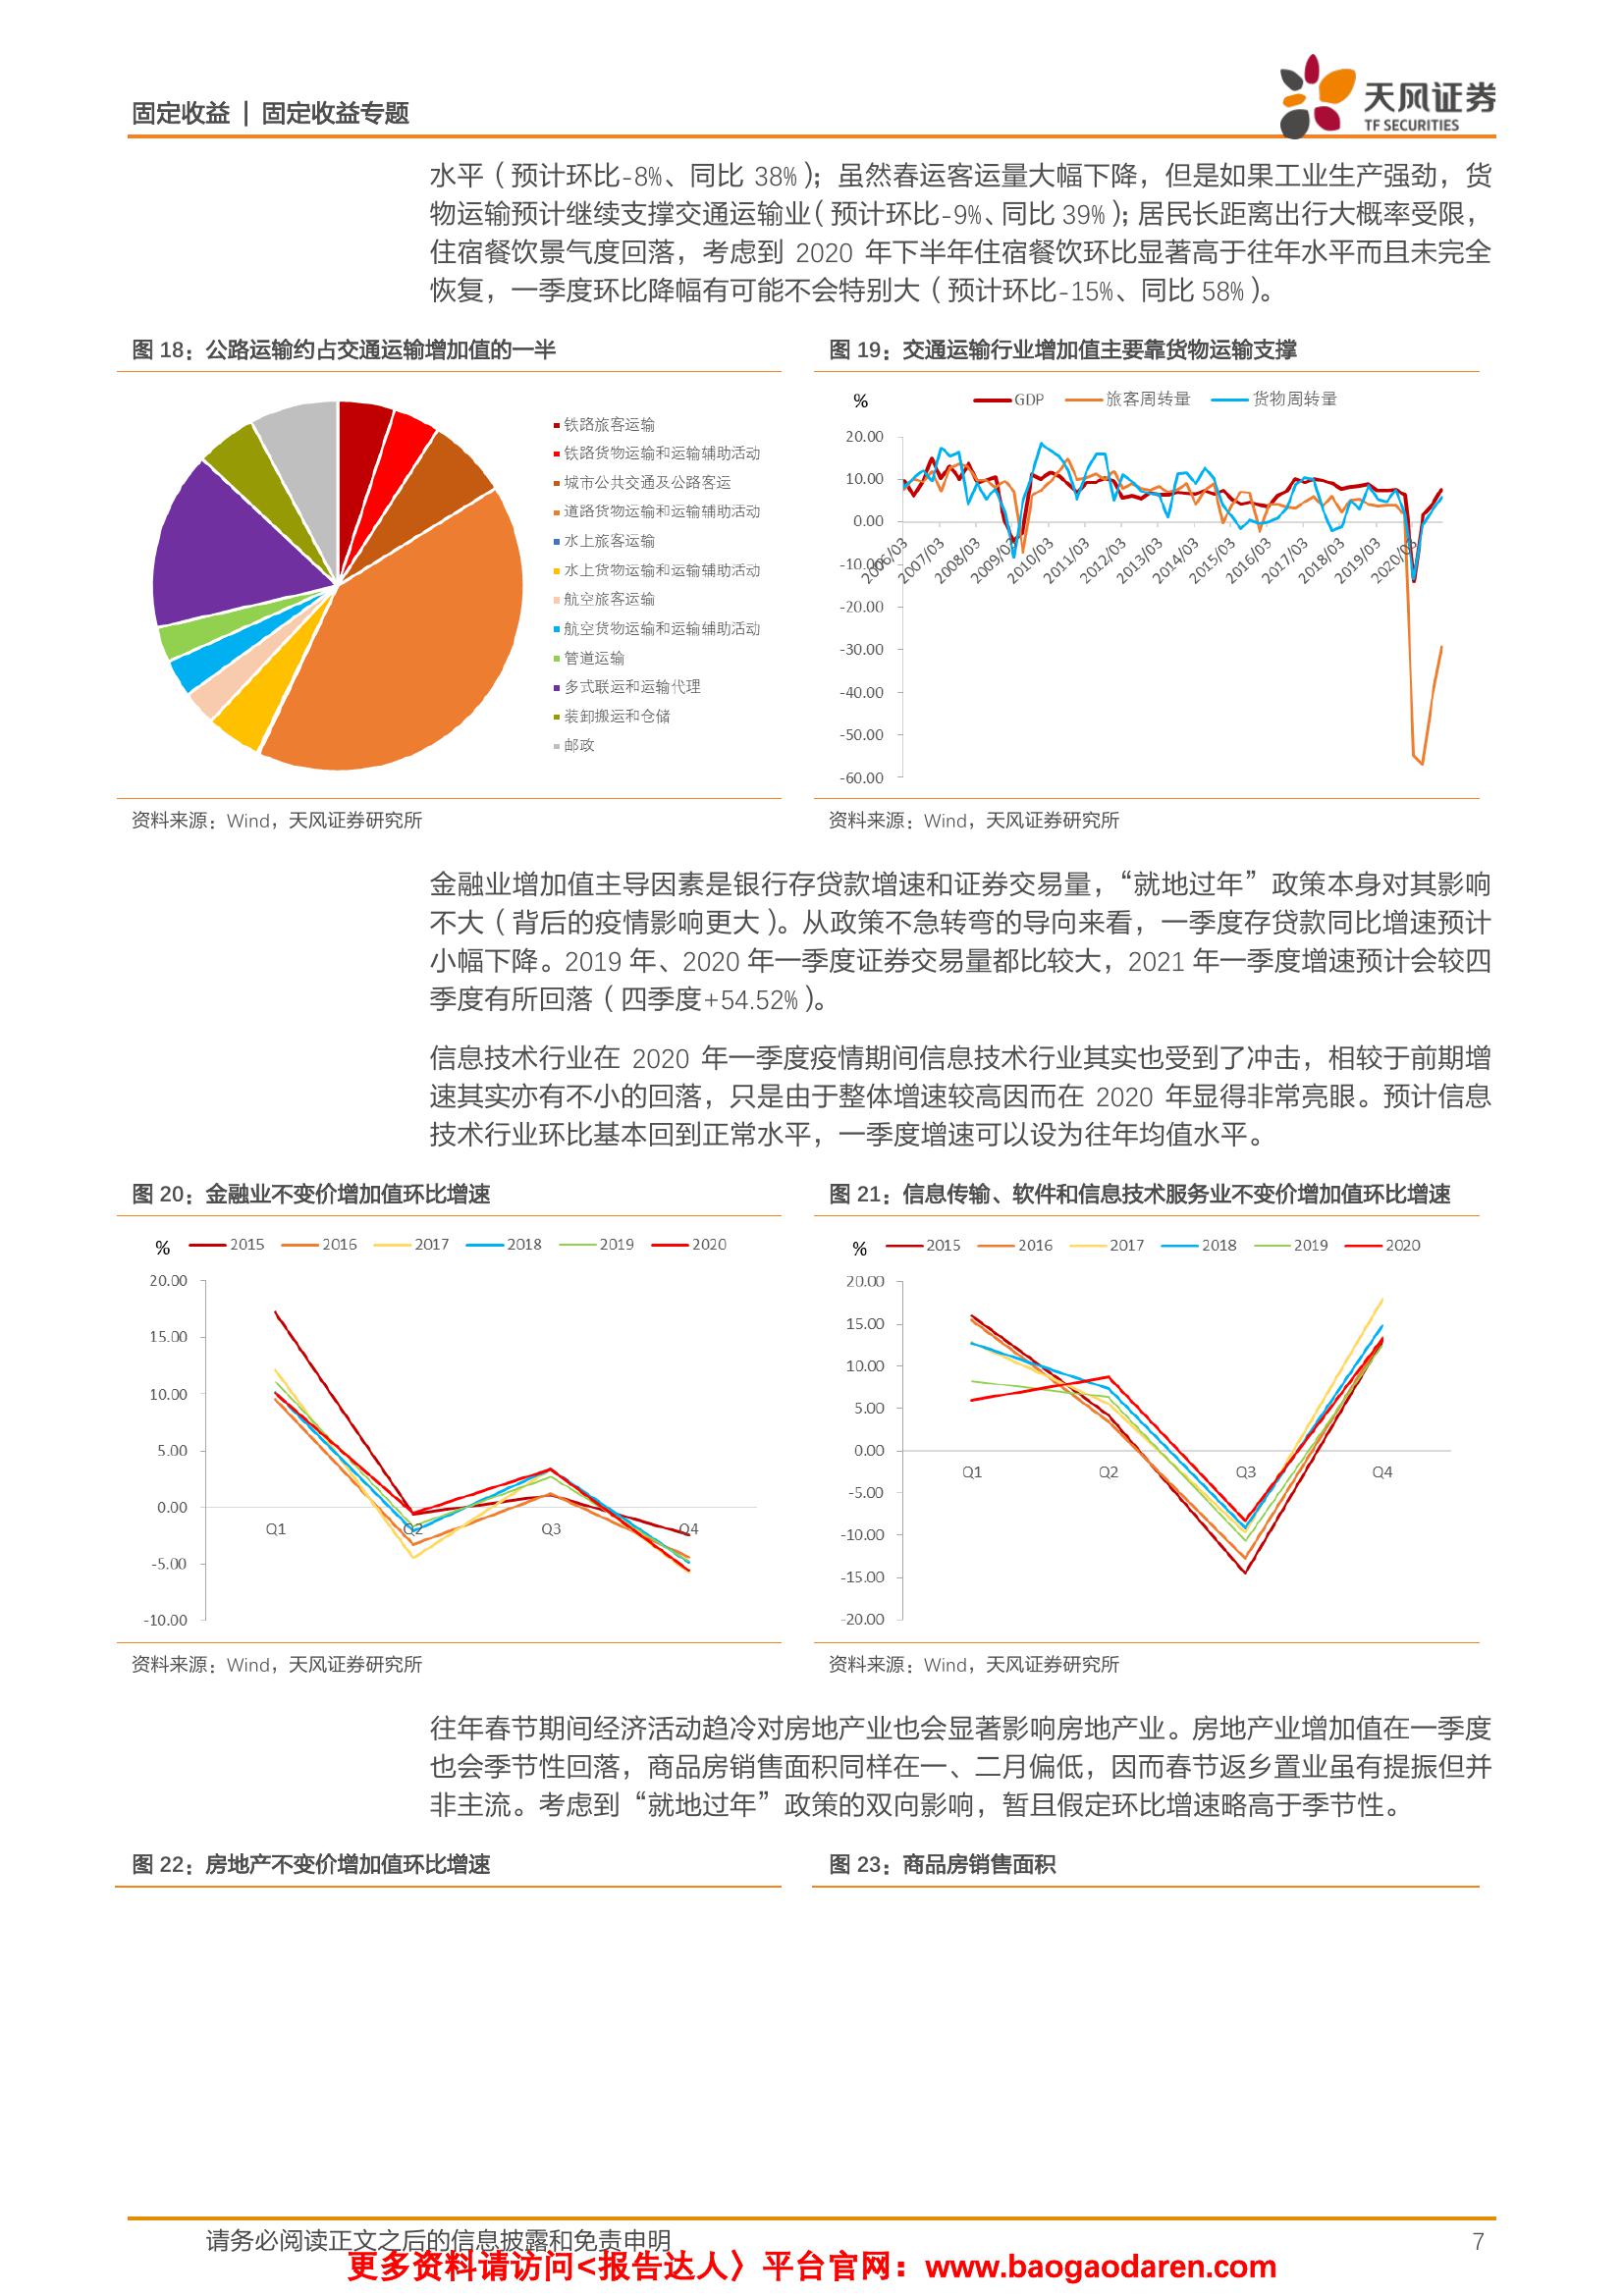 固定收益 | 固定收益专题
天风证券
TF SECURITIES
水平（预计环比-8%、同比 38%）；虽然春运客运量大幅下降，但是如果工业生产强劲，货
物运输预计继续支撑交通运输业（预计环比-9%、同比 39%）；居民长距离出行大概率受限，
住宿餐饮景气度回落，考虑到 2020 年下半年住宿餐饮环比显著高于往年水平而且未完全
恢复，一季度环比降幅有可能不会特别大（预计环比-15%、同比 58%）。
图 18：公路运输约占交通运输增加值的一半
铁路旅客运输
铁路货物运输和运输辅助活动
城市公共交通及公路客运
道路货物运输和运输辅助活动
水上旅客运输
水上货物运输和运输辅助活动
航空旅客运输
航空货物运输和运输辅助活动
管道运输
多式联运和运输代理
装卸搬运和仓储
邮政
资料来源：Wind，天风证券研究所
图 19：交通运输行业增加值主要靠货物运输支撑
% GDP 旅客周转量 货物周转量
20.00
10.00
0.00
-10.00
-20.00
-30.00
-40.00
-50.00
-60.00
2006/03 2007/03 2008/03 2009/03 2010/03 2011/03 2012/03 2013/03 2014/03 2015/03 2016/03 2017/03 2018/03 2019/03 2020/03
资料来源：Wind，天风证券研究所
金融业增加值主导因素是银行存贷款增速和证券交易量，“就地过年”政策本身对其影响
不大（背后的疫情影响更大）。从政策不急转弯的导向来看，一季度存贷款同比增速预计
小幅下降。2019 年、2020 年一季度证券交易量都比较大，2021 年一季度增速预计会较四
季度有所回落（四季度+54.52%）。
信息技术行业在 2020 年一季度疫情期间信息技术行业其实也受到了冲击，相较于前期增
速其实亦有不小的回落，只是由于整体增速较高因而在 2020 年显得非常亮眼。预计信息
技术行业环比基本回到正常水平，一季度增速可以设为往年均值水平。
图 20：金融业不变价增加值环比增速
% 2015 2016 2017 2018 2019 2020
20.00
15.00
10.00
5.00
0.00
-5.00
-10.00
Q1 Q2 Q3 Q4
资料来源：Wind，天风证券研究所
图 21：信息传输、软件和信息技术服务业不变价增加值环比增速
% 2015 2016 2017 2018 2019 2020
20.00
15.00
10.00
5.00
0.00
-5.00
-10.00
-15.00
-20.00
Q1 Q2 Q3 Q4
资料来源：Wind，天风证券研究所
往年春节期间经济活动趋冷对房地产业也会显著影响房地产业。房地产业增加值在一季度
也会季节性回落，商品房销售面积同样在一、二月偏低，因而春节返乡置业虽有提振但并
非主流。考虑到“就地过年”政策的双向影响，暂且假定环比增速略高于季节性。
图 22：房地产不变价增加值环比增速
图 23：商品房销售面积
请务必阅读正文之后的信息披露和免责申明
7
更多资料请访问<报告达人〉平台官网：www.baogaodaren.com